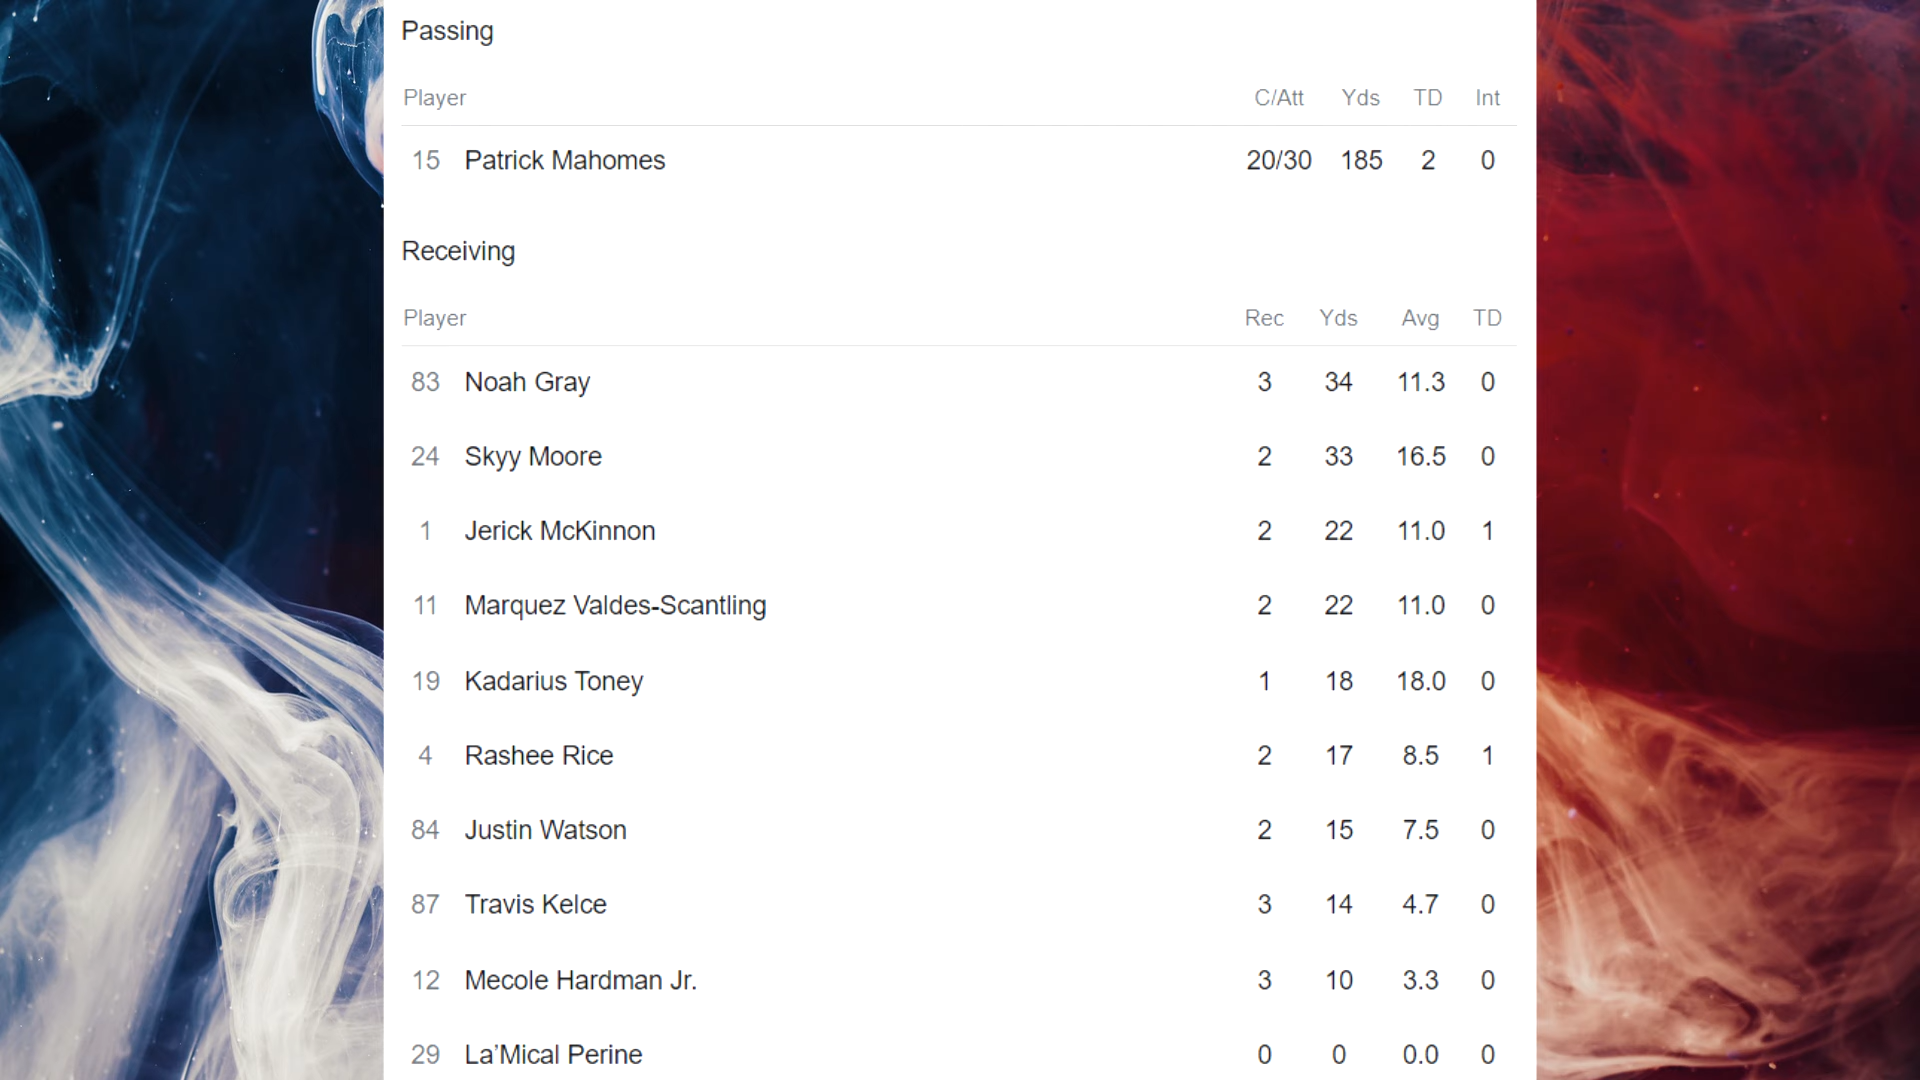 Passing
Player C/Att Yds TD Int
15 Patrick Mahomes 20/30 185 2 0
Receiving
Player Rec Yds Avg TD
83 Noah Gray 3 34 11.3 0
24 Skyy Moore 2 33 16.5 0
1 Jerick McKinnon 2 22 11.0 1
11 Marquez Valdes-Scantling 2 22 11.0 0
19 Kadarius Toney 1 18 18.0 0
4 Rashee Rice 2 17 8.5 1
84 Justin Watson 2 15 7.5 0
87 Travis Kelce 3 14 4.7 0
12 Mecole Hardman Jr. 3 10 3.3 0
29 La’Mical Perine 0 0 0.0 0